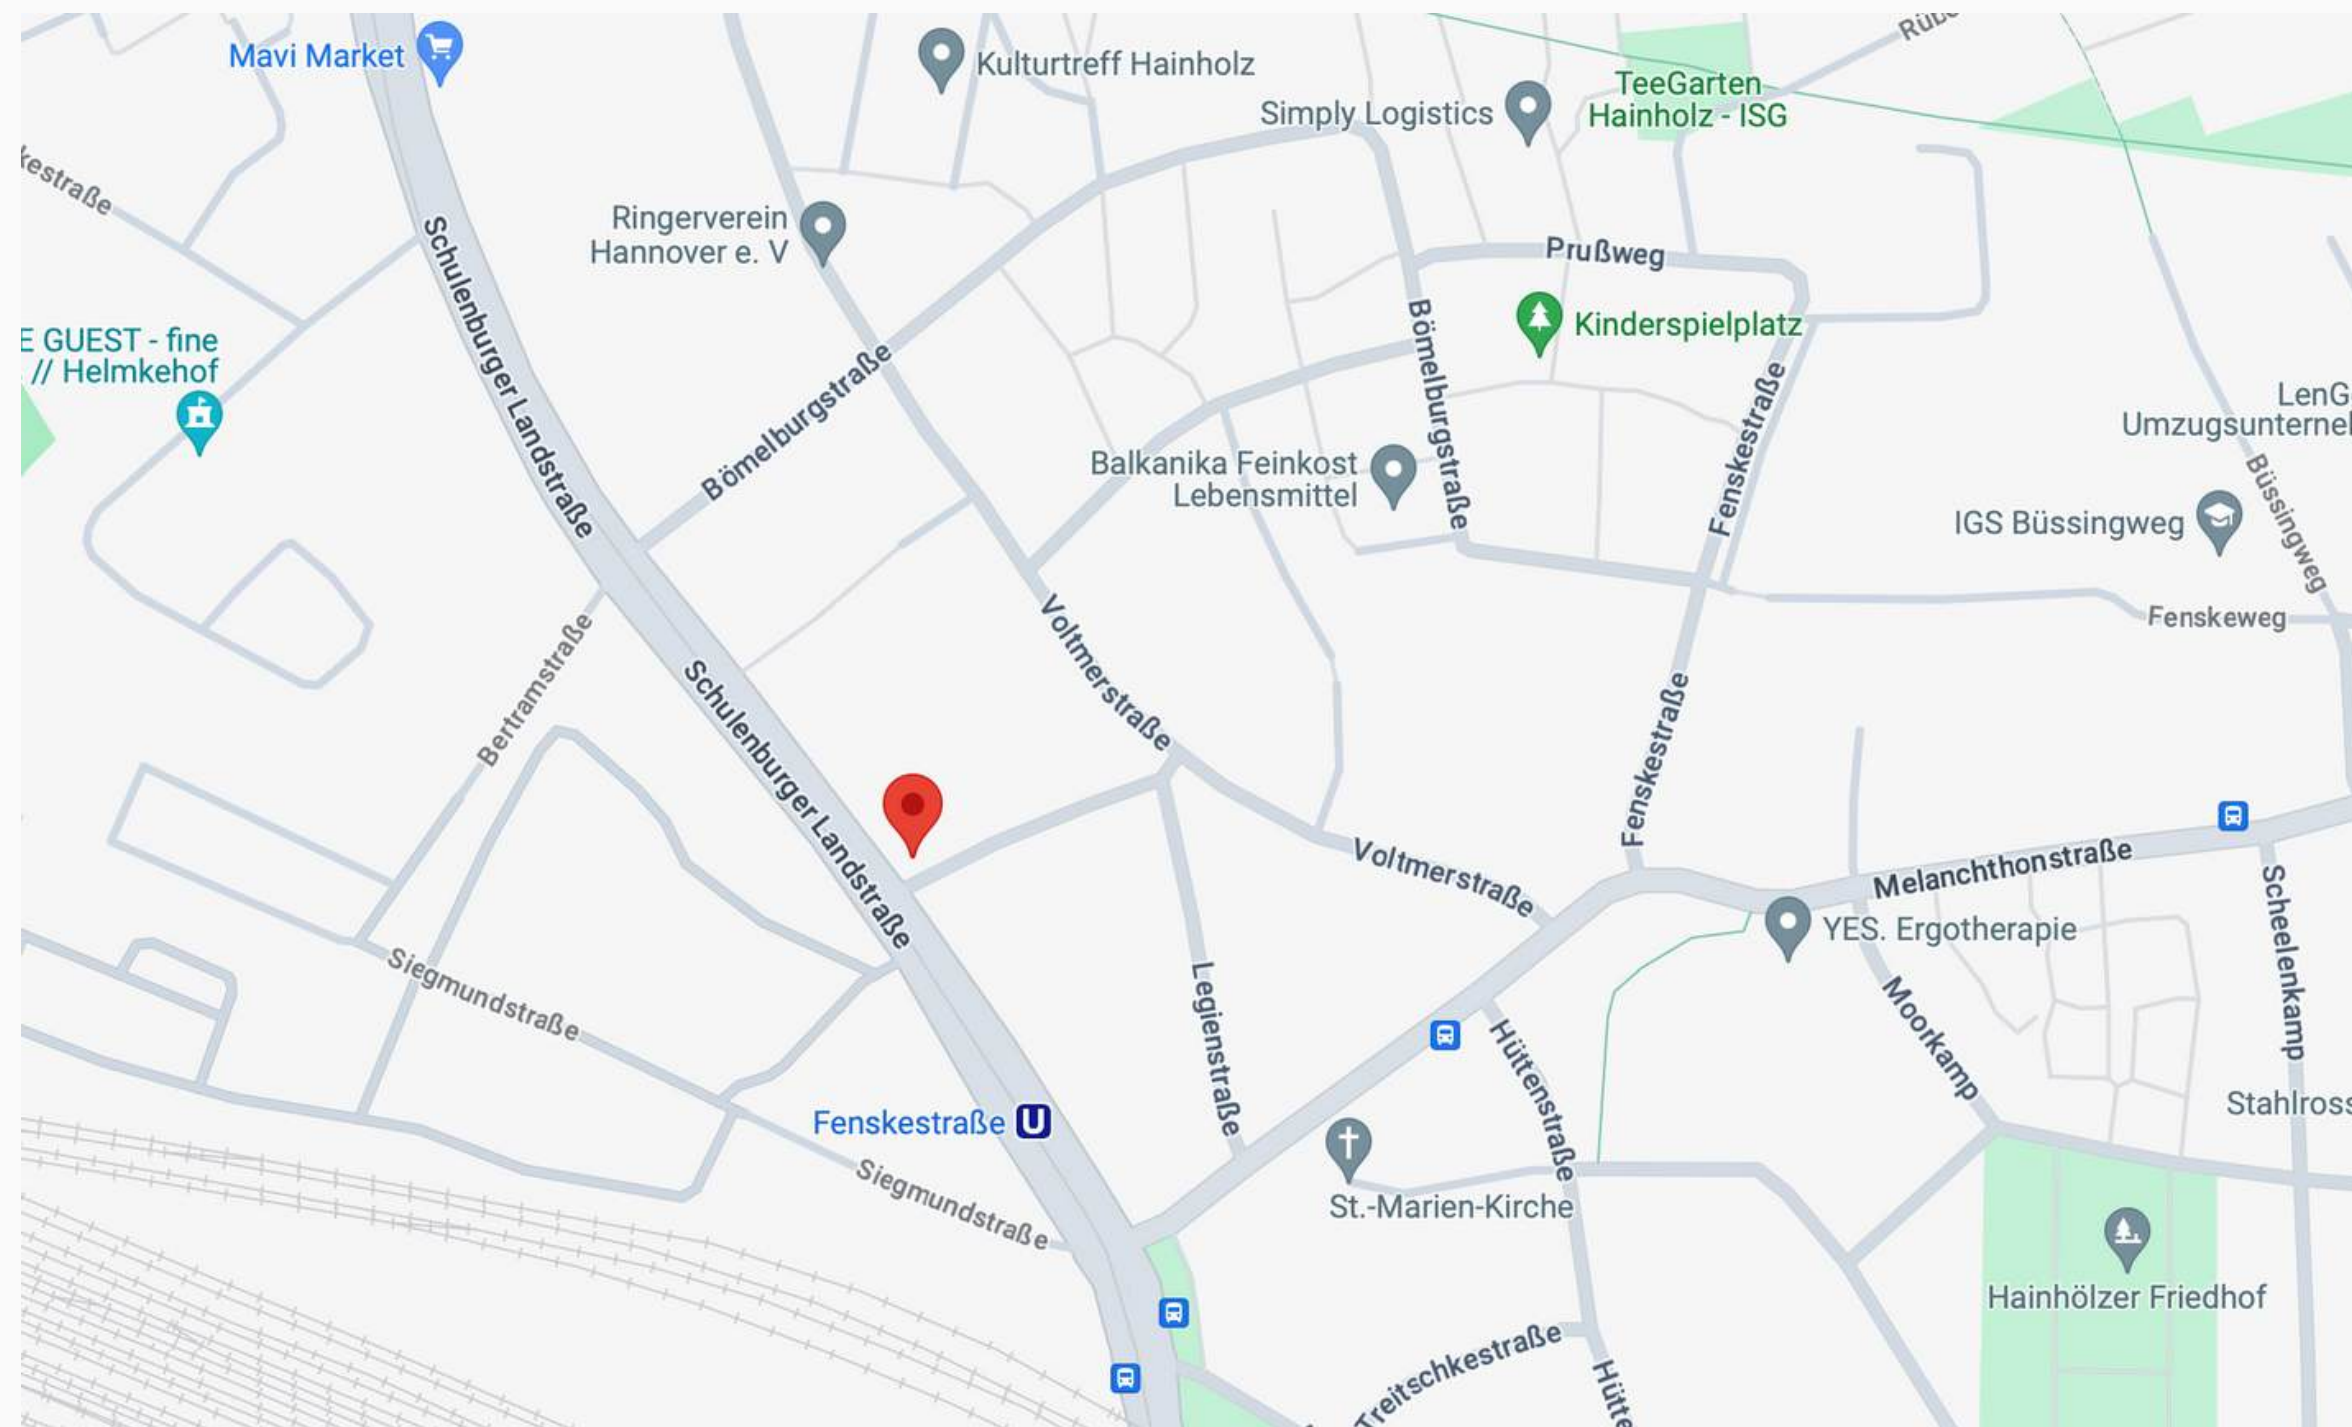 Mavi Market
Kulturtreff Hainholz
Simply Logistics
TeeGarten
Hainholz - ISG
kestraße
Ringerverein
Hannover e. V
Schulenburger Landstraße
Prußweg
Kinderspielplatz
E GUEST - fine
// Helmkehof
Bömelburgstraße
Bömelburgstraße
Fenskestraße
LenG
Umzugsunterne
Balkanika Feinkost
Lebensmittel
IGS Büssingweg
Büssingweg
Fenskeweg
Voltmerstraße
Bertramstraße
Schulenburger Landstraße
Fenskestraße
Voltmerstraße
Melanchthonstraße
YES. Ergotherapie
Scheelenkamp
Siegmundstraße
Legienstraße
Moorkamp
Hüttenstraße
Fenskestraße U
Stahlross
Siegmundstraße
St.-Marien-Kirche
Hainhölzer Friedhof
Treitschkestraße
Hütte